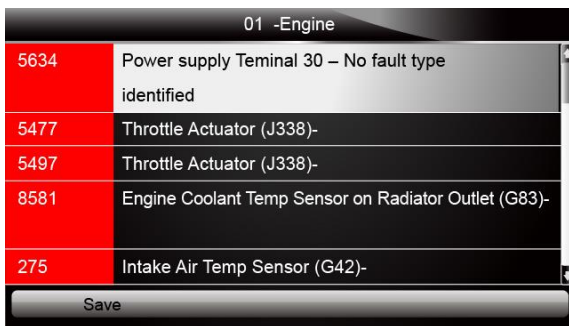 01 -Engine
5634 Power supply Teminal 30 – No fault type
identified
5477 Throttle Actuator (J338)-
5497 Throttle Actuator (J338)-
8581 Engine Coolant Temp Sensor on Radiator Outlet (G83)-
275 Intake Air Temp Sensor (G42)-
Save